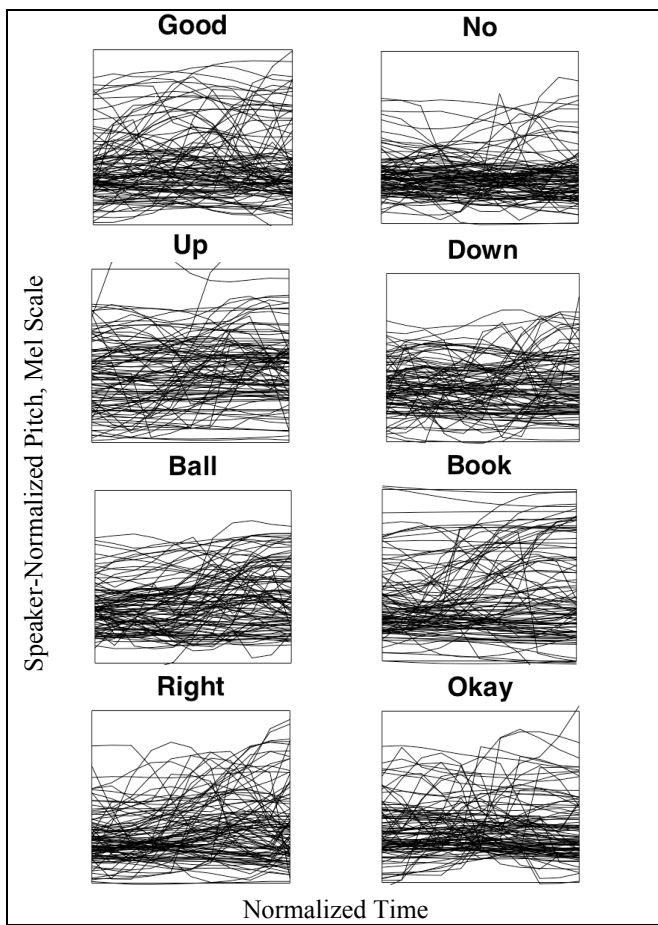 Good No
Up Down
Ball Book
Right Okay
Speaker-Normalized Pitch, Mel Scale
Normalized Time